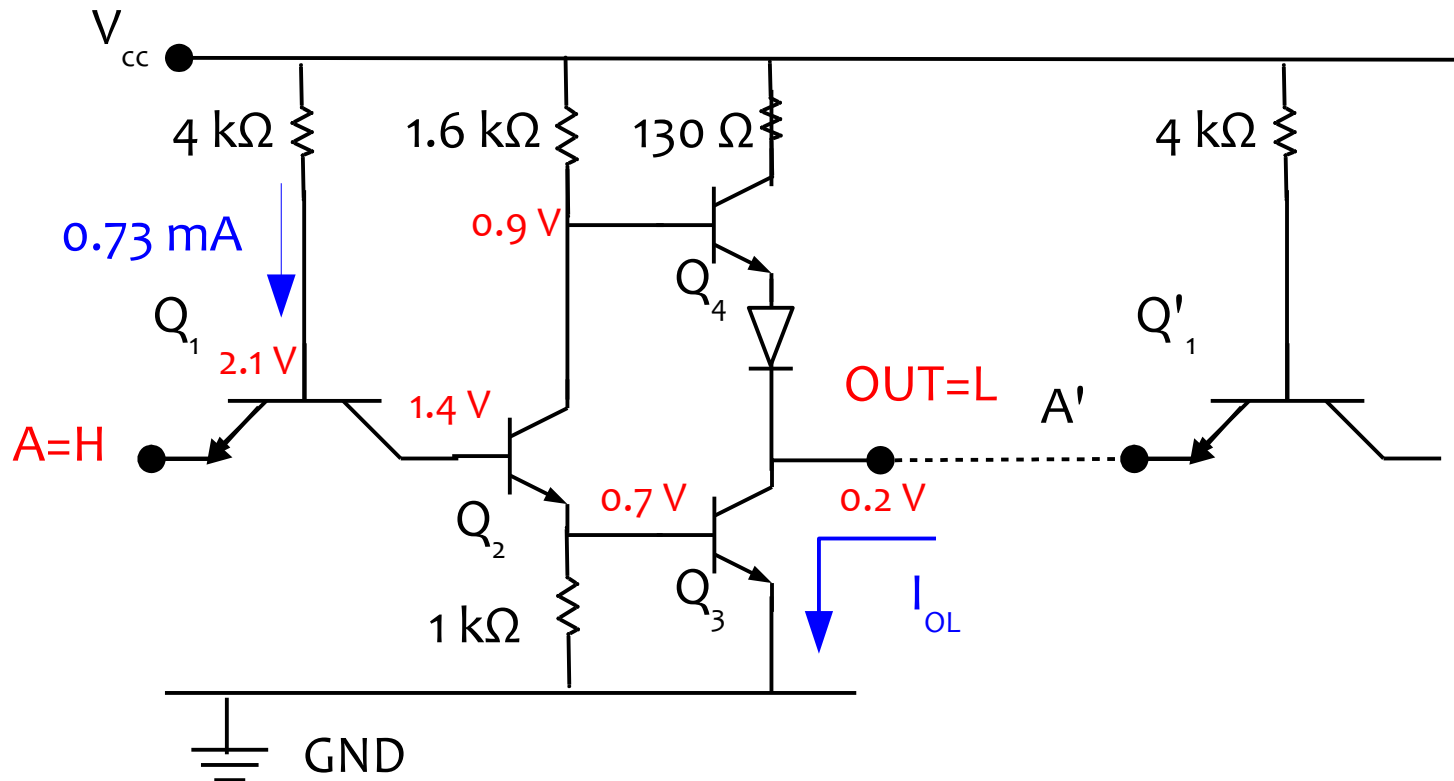 Vcc
4 kΩ
1.6 kΩ
130 Ω
4 kΩ
0.73 mA
0.9 V
Q4
Q1
Q'1
2.1 V
1.4 V
OUT=L
A'
A=H
0.7 V
0.2 V
Q2
Q3
IOL
1 kΩ
GND